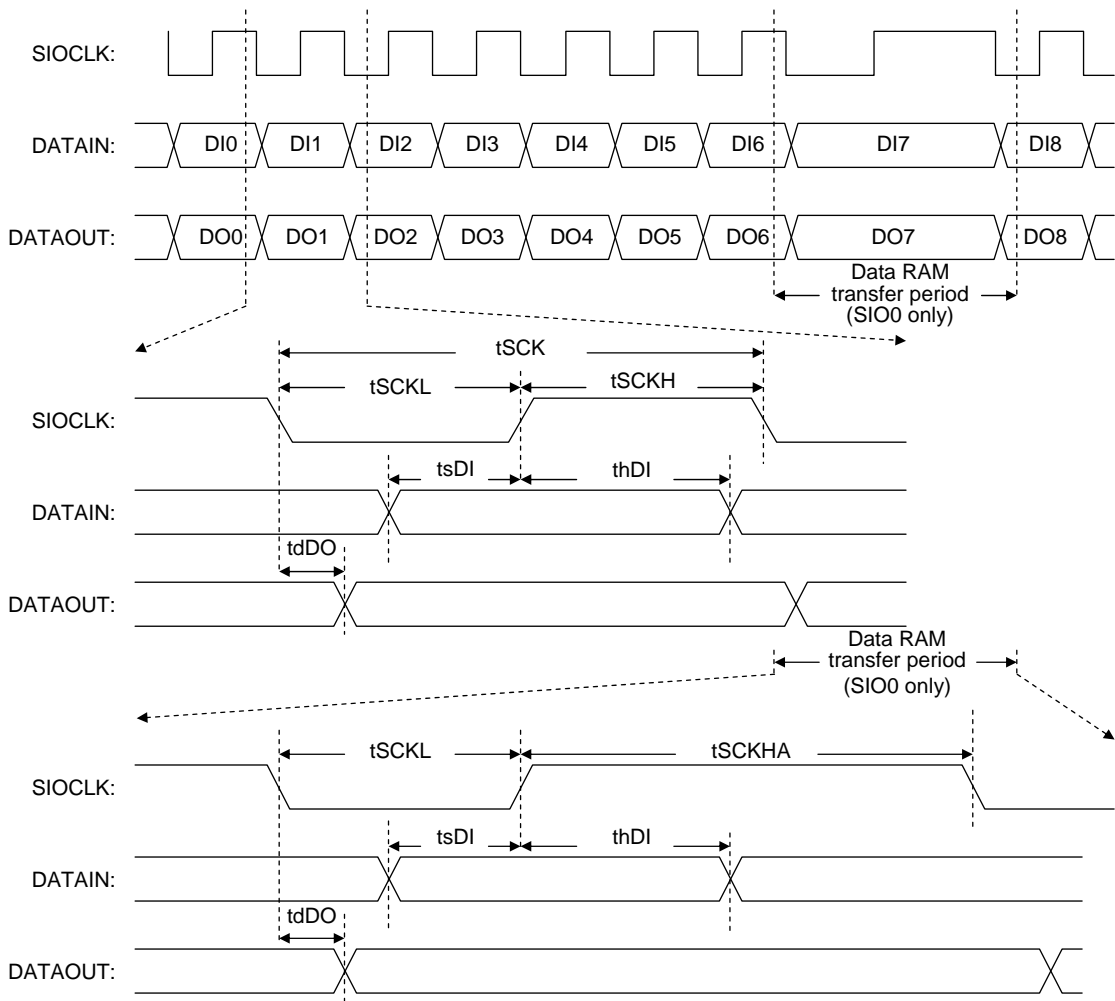 SIOCLK:
DATAIN: DI0 DI1 DI2 DI3 DI4 DI5 DI6 DI7 DI8
DATAOUT: DO0 DO1 DO2 DO3 DO4 DO5 DO6 DO7 DO8
Data RAM
transfer period
(SIO0 only)
tSCK
tSCKL tSCKH
SIOCLK:
tsDI thDI
DATAIN:
tdDO
DATAOUT:
Data RAM
transfer period
(SIO0 only)
tSCKL tSCKHA
SIOCLK:
tsDI thDI
DATAIN:
tdDO
DATAOUT: